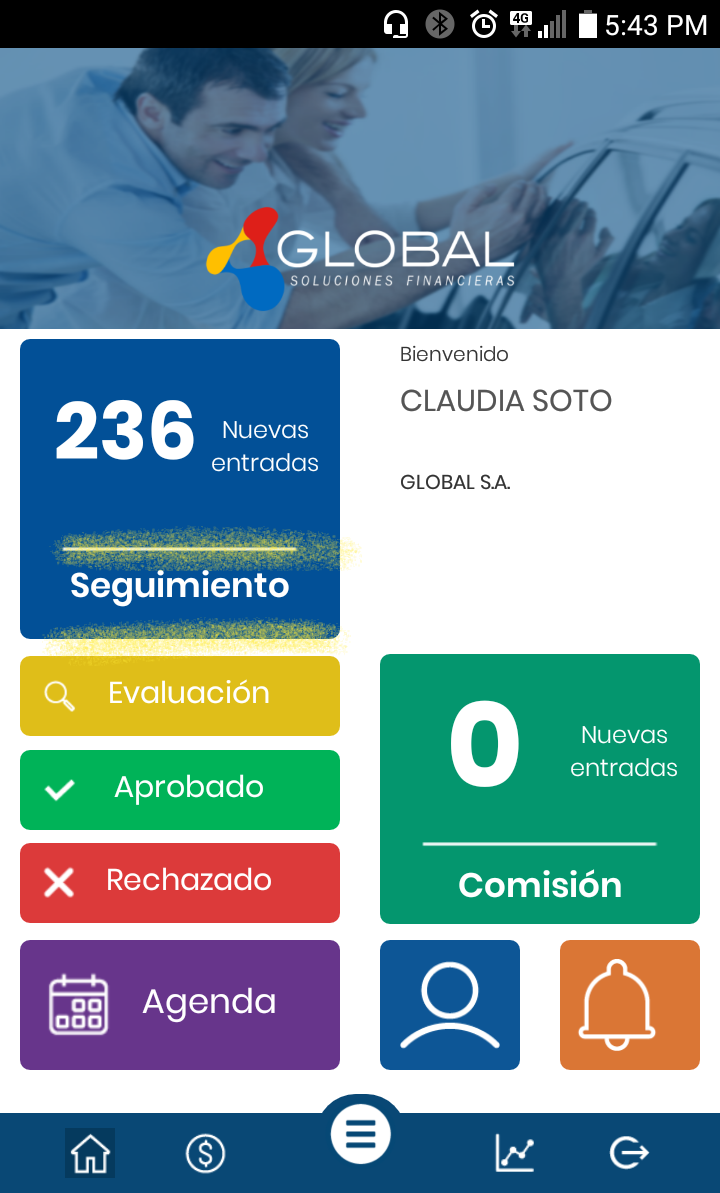 4G
5:43 PM
GLOBAL
SOLUCIONES FINANCIERAS
236
Nuevas
entradas
Seguimiento
Bienvenido
CLAUDIA SOTO
GLOBAL S.A.
Evaluación
Aprobado
Rechazado
Agenda
0
Nuevas
entradas
Comisión
$